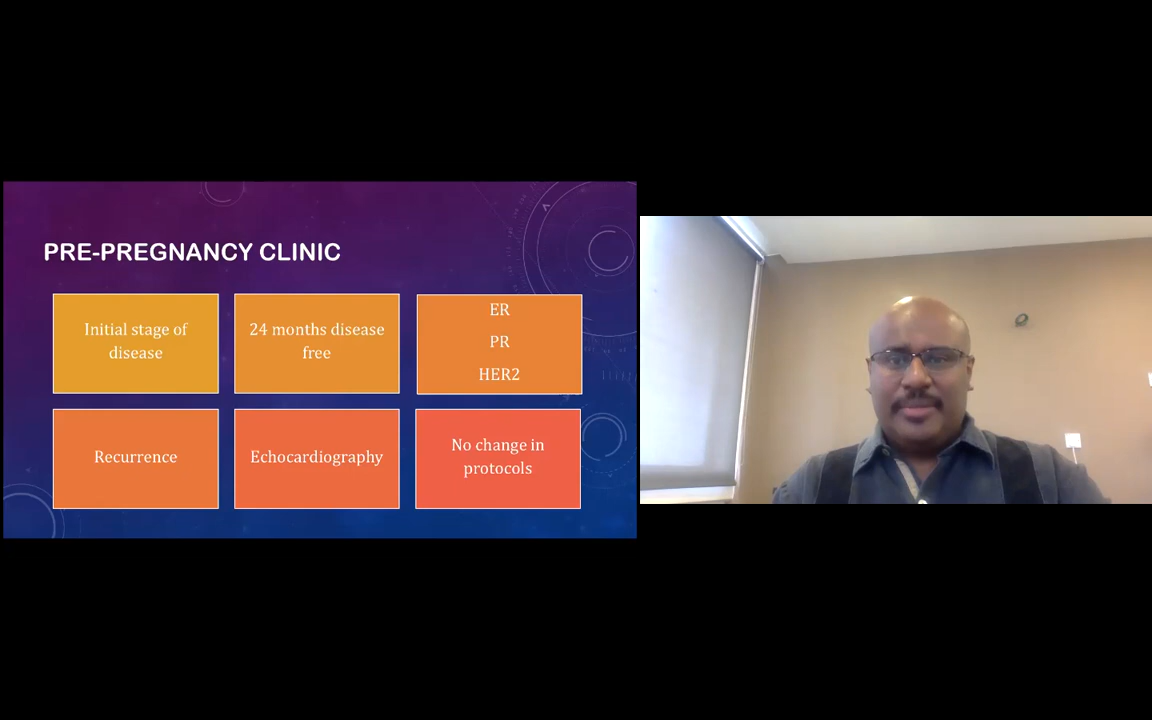 PRE-PREGNANCY CLINIC
Initial stage of
disease
24 months disease
free
ER
PR
HER2
Recurrence
Echocardiography
No change in
protocols